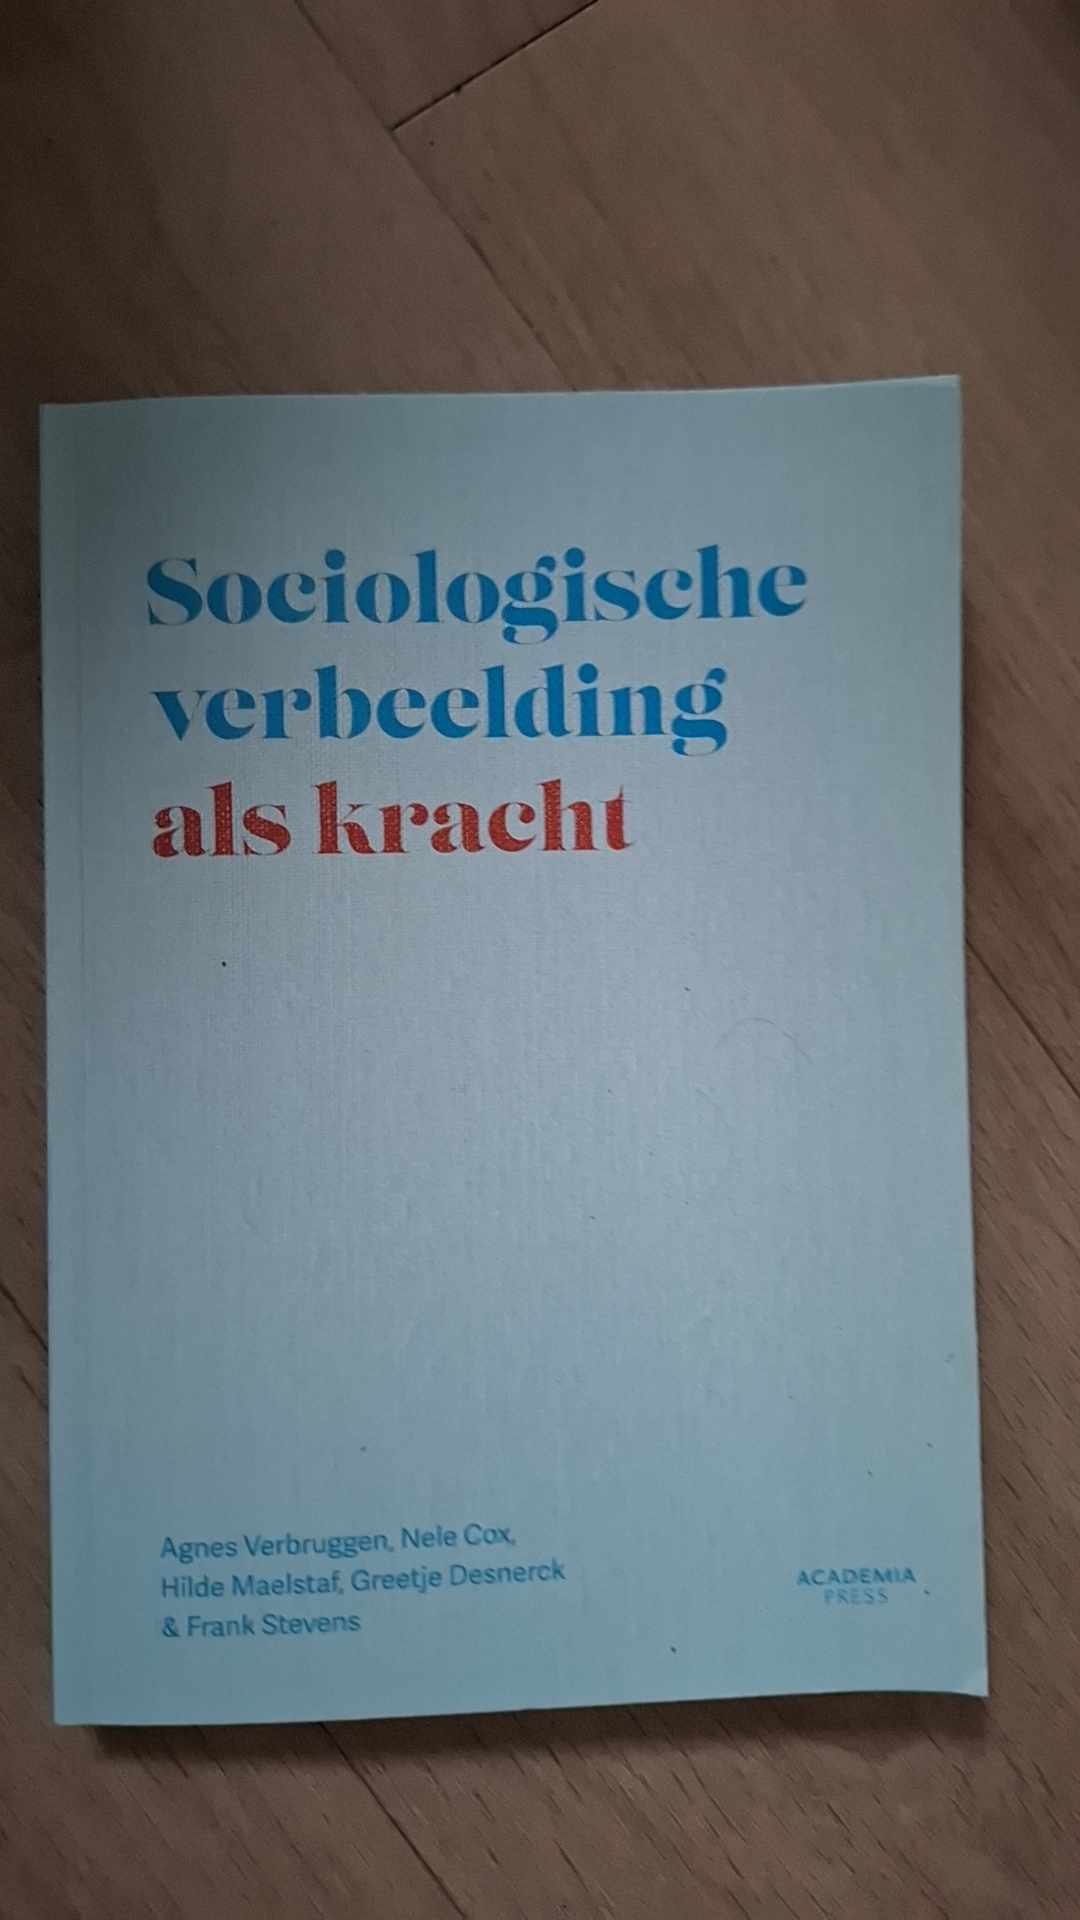 Sociologische
verbeelding
als kracht
Agnes Verbruggen, Nele Cox,
Hilde Maelstaf, Greetje Desnerck
& Frank Stevens
ACADEMIA
PRESS